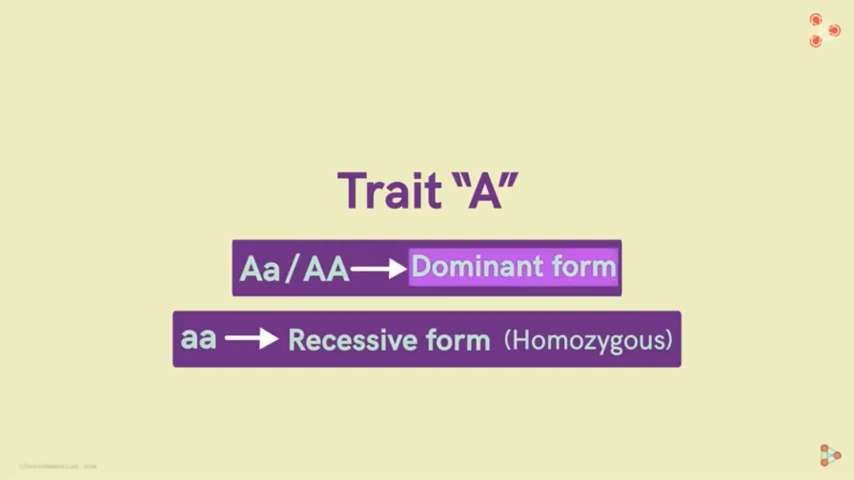 Trait “A”
Aa / AA → Dominant form
aa → Recessive form (Homozygous)